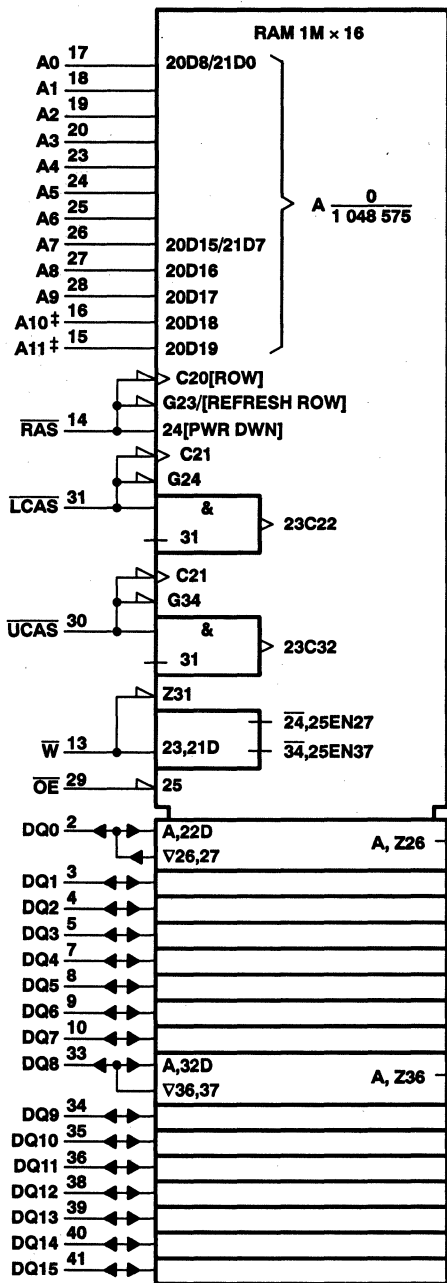 RAM 1M × 16
A0 17 20D8/21D0
A1 18
A2 19
A3 20
A4 23
A5 24
A6 25
A7 26 20D15/21D7
A8 27 20D16
A9 28 20D17
A10‡ 16 20D18
A11‡ 15 20D19
A 0
1 048 575
C20[ROW]
G23/[REFRESH ROW]
RAS 14 24[PWR DWN]
C21
G24
LCAS 31 &
31
23C22
C21
G34
UCAS 30 &
31
23C32
Z31
24,25EN27
W 13 23,21D
34,25EN37
OE 29 25
DQ0 2 A,22D
A, Z26
∇26,27
DQ1 3
DQ2 4
DQ3 5
DQ4 7
DQ5 8
DQ6 9
DQ7 10
DQ8 33 A,32D
A, Z36
∇36,37
DQ9 34
DQ10 35
DQ11 36
DQ12 38
DQ13 39
DQ14 40
DQ15 41